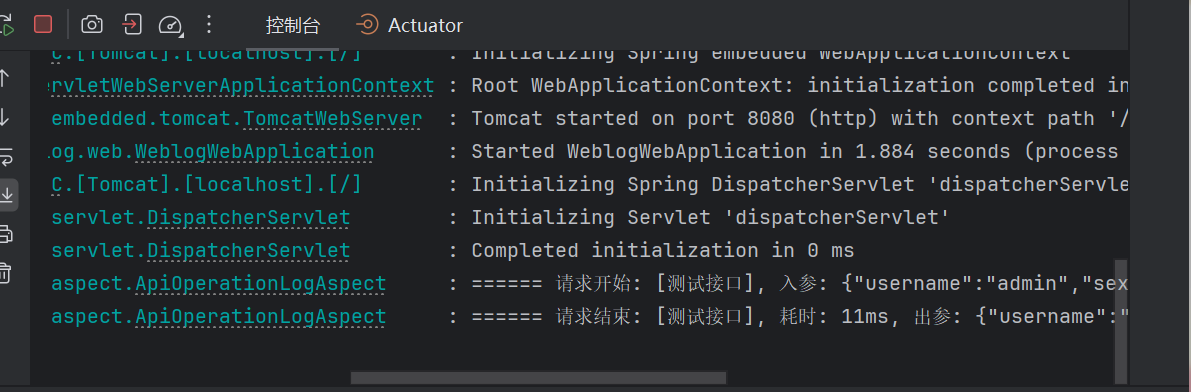 控制台 Actuator
C.[Tomcat].[localhost].[/] : Initializing Spring embedded WebApplicationContext
rvletWebServerApplicationContext : Root WebApplicationContext: initialization completed in
embedded.tomcat.TomcatWebServer : Tomcat started on port 8080 (http) with context path '/
og.web.WeblogWebApplication : Started WeblogWebApplication in 1.884 seconds (process
C.[Tomcat].[localhost].[/] : Initializing Spring DispatcherServlet 'dispatcherServle
servlet.DispatcherServlet : Initializing Servlet 'dispatcherServlet'
servlet.DispatcherServlet : Completed initialization in 0 ms
aspect.ApiOperationLogAspect : ====== 请求开始: [测试接口], 入参: {"username":"admin","sex
aspect.ApiOperationLogAspect : ====== 请求结束: [测试接口], 耗时: 11ms, 出参: {"username":"